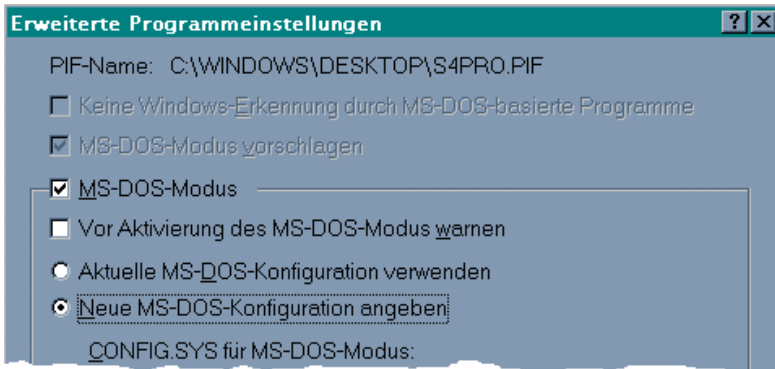 Erweiterte Programmeinstellungen
PIF-Name: C:\WINDOWS\DESKTOP\S4PRO.PIF
Keine Windows-Erkennung durch MS-DOS-basierte Programme
MS-DOS-Modus vorschlagen
MS-DOS-Modus
Vor Aktivierung des MS-DOS-Modus warnen
Aktuelle MS-DOS-Konfiguration verwenden
Neue MS-DOS-Konfiguration angeben
CONFIG.SYS für MS-DOS-Modus: